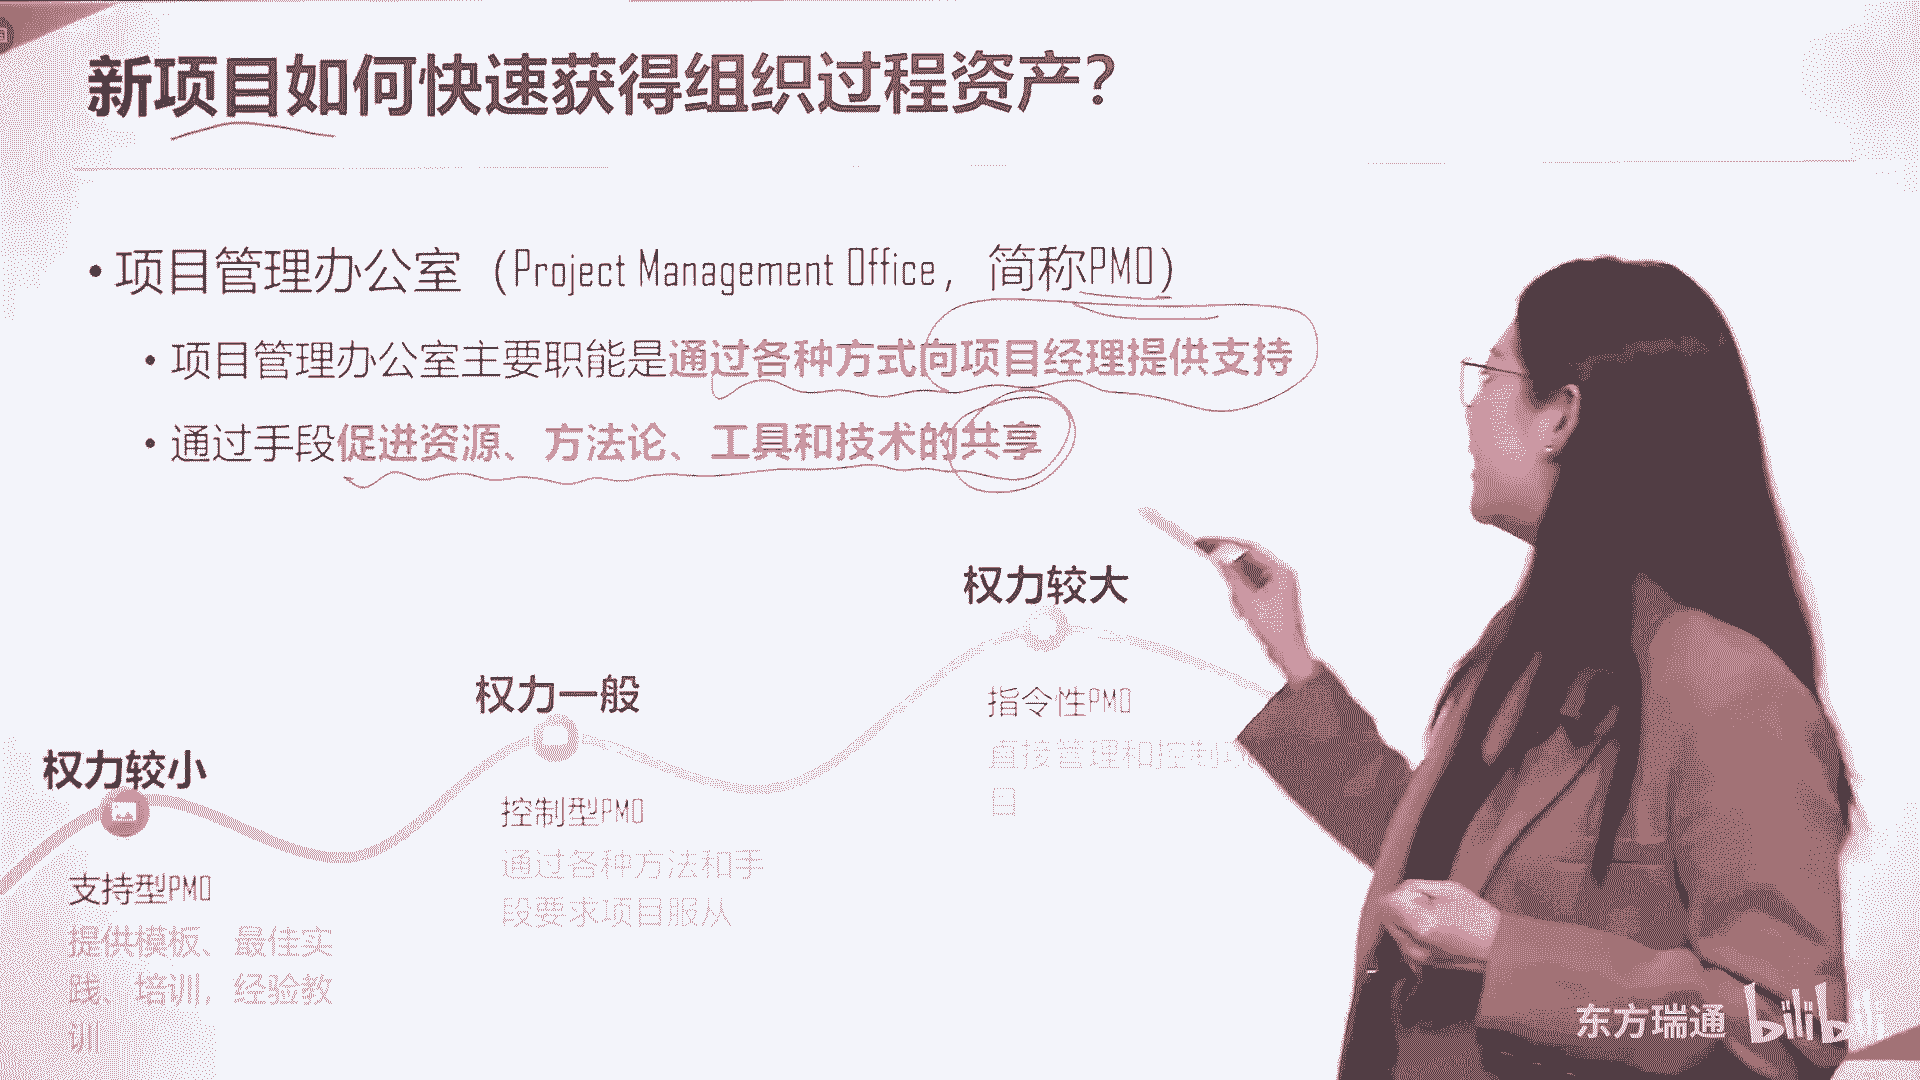 新项目如何快速获得组织过程资产？
• 项目管理办公室（Project Management Office，简称PMO）
• 项目管理办公室主要职能是通过各种方式向项目经理提供支持
• 通过手段促进资源、方法论、工具和技术的共享
权力较大
指令性PMO
直接管理和控制项
目
权力一般
控制型PMO
通过各种方法和手
段要求项目服从
权力较小
支持型PMO
提供模板、最佳实
践、培训，经验教
训
东方瑞通 bilibili